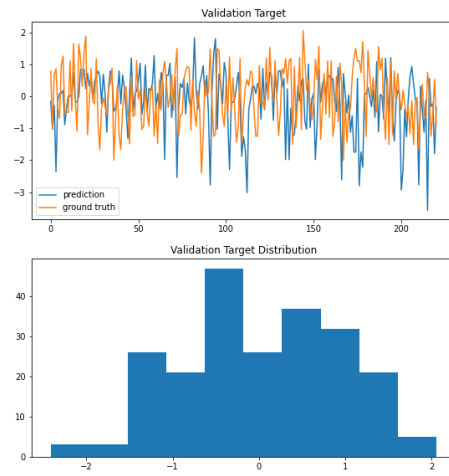 Validation Target
2
1
0
−1
−2
−3
prediction
ground truth
0 50 100 150 200
Validation Target Distribution
40
30
20
10
0
−2 −1 0 1 2